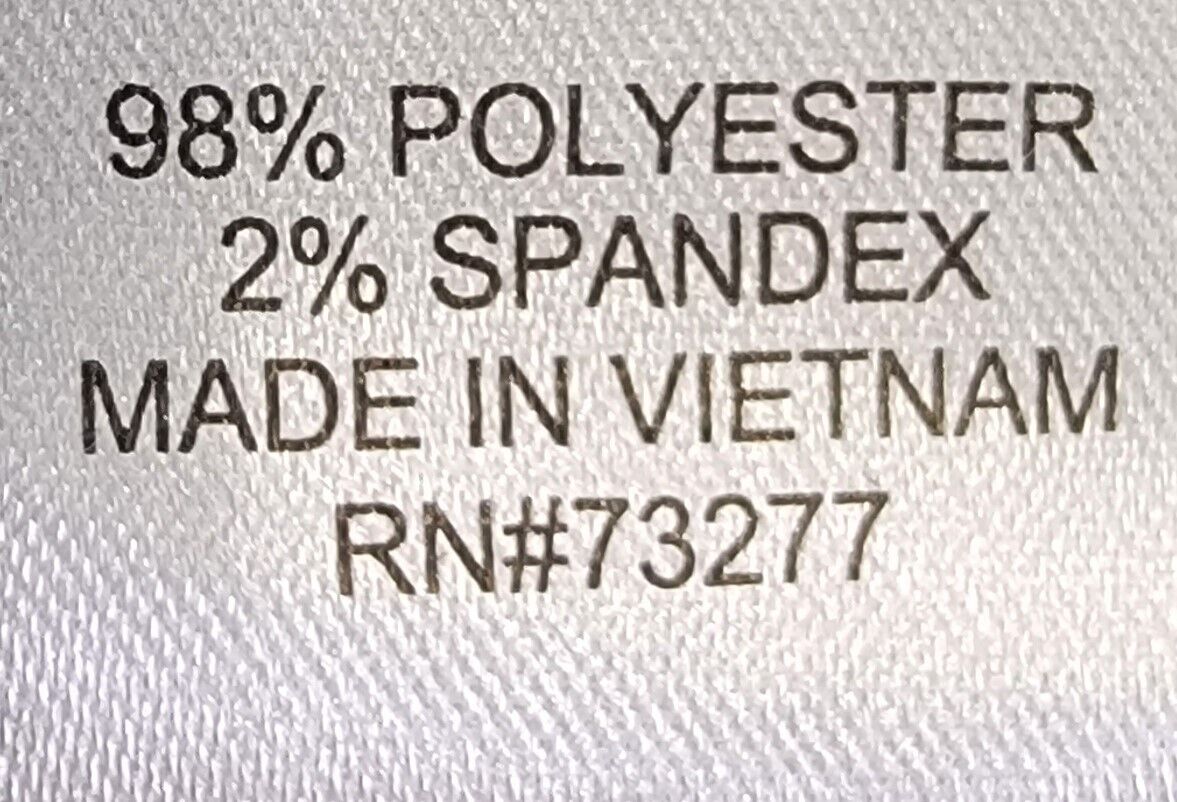 98% POLYESTER
2% SPANDEX
MADE IN VIETNAM
RN#73277